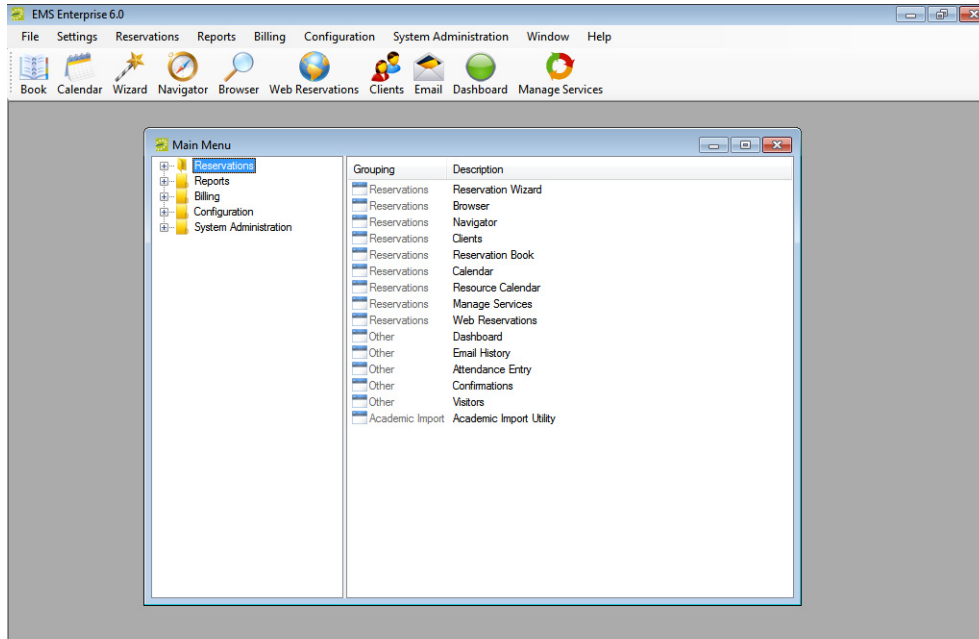 EMS Enterprise 6.0
File Settings Reservations Reports Billing Configuration System Administration Window Help
Book Calendar Wizard Navigator Browser Web Reservations Clients Email Dashboard Manage Services
Main Menu
Reservations
Reports
Billing
Configuration
System Administration
Grouping Description
Reservations Reservation Wizard
Reservations Browser
Reservations Navigator
Reservations Clients
Reservations Reservation Book
Reservations Calendar
Reservations Resource Calendar
Reservations Manage Services
Reservations Web Reservations
Other Dashboard
Other Email History
Other Attendance Entry
Other Confirmations
Other Visitors
Academic Import Academic Import Utility